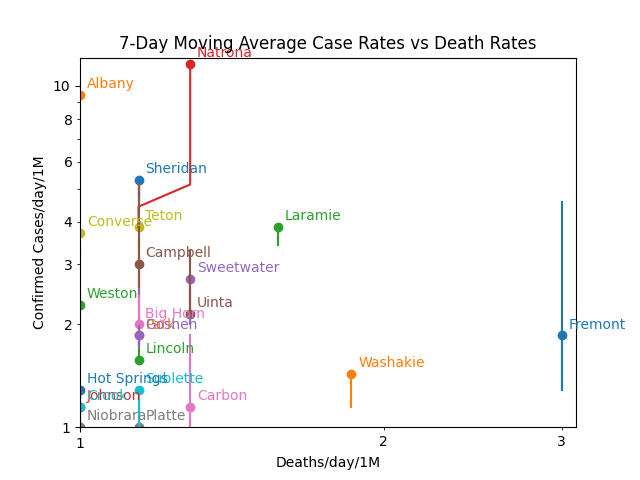 7-Day Moving Average Case Rates vs Death Rates
Natrona
Albany
Sheridan
Converse
Teton
Laramie
Campbell
Sweetwater
Weston
Uinta
Big Horn
Goshen
Park
Fremont
Lincoln
Washakie
Hot Springs
Sublette
Johnson
Crook
Carbon
Niobrara
Platte
10
8
6
4
3
2
1
1
2
3
Confirmed Cases/day/1M
Deaths/day/1M